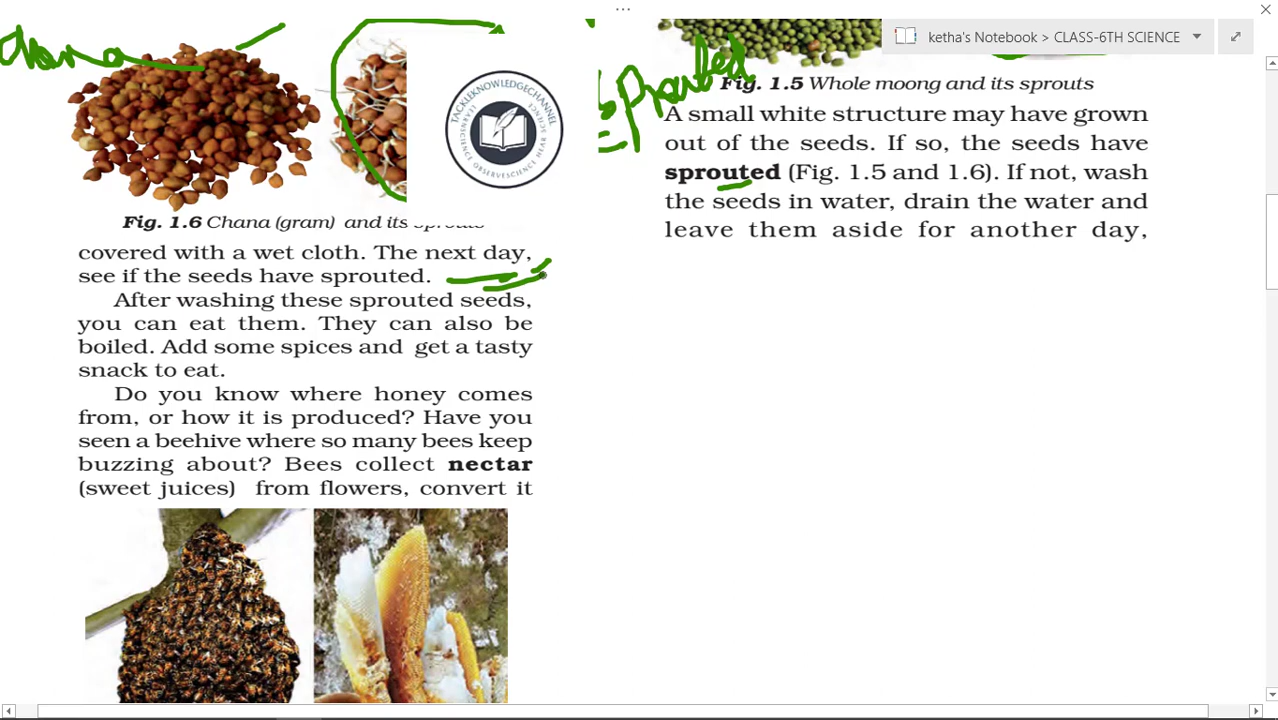 ketha's Notebook > CLASS-6TH SCIENCE
Chana
Sprouted
TACKLEKNOWLEDGECHANNEL
Fig. 1.5 Whole moong and its sprouts
A small white structure may have grown
out of the seeds. If so, the seeds have
sprouted (Fig. 1.5 and 1.6). If not, wash
the seeds in water, drain the water and
leave them aside for another day,
Fig. 1.6 Chana (gram) and its sprouts
covered with a wet cloth. The next day,
see if the seeds have sprouted.
After washing these sprouted seeds,
you can eat them. They can also be
boiled. Add some spices and get a tasty
snack to eat.
Do you know where honey comes
from, or how it is produced? Have you
seen a beehive where so many bees keep
buzzing about? Bees collect nectar
(sweet juices) from flowers, convert it